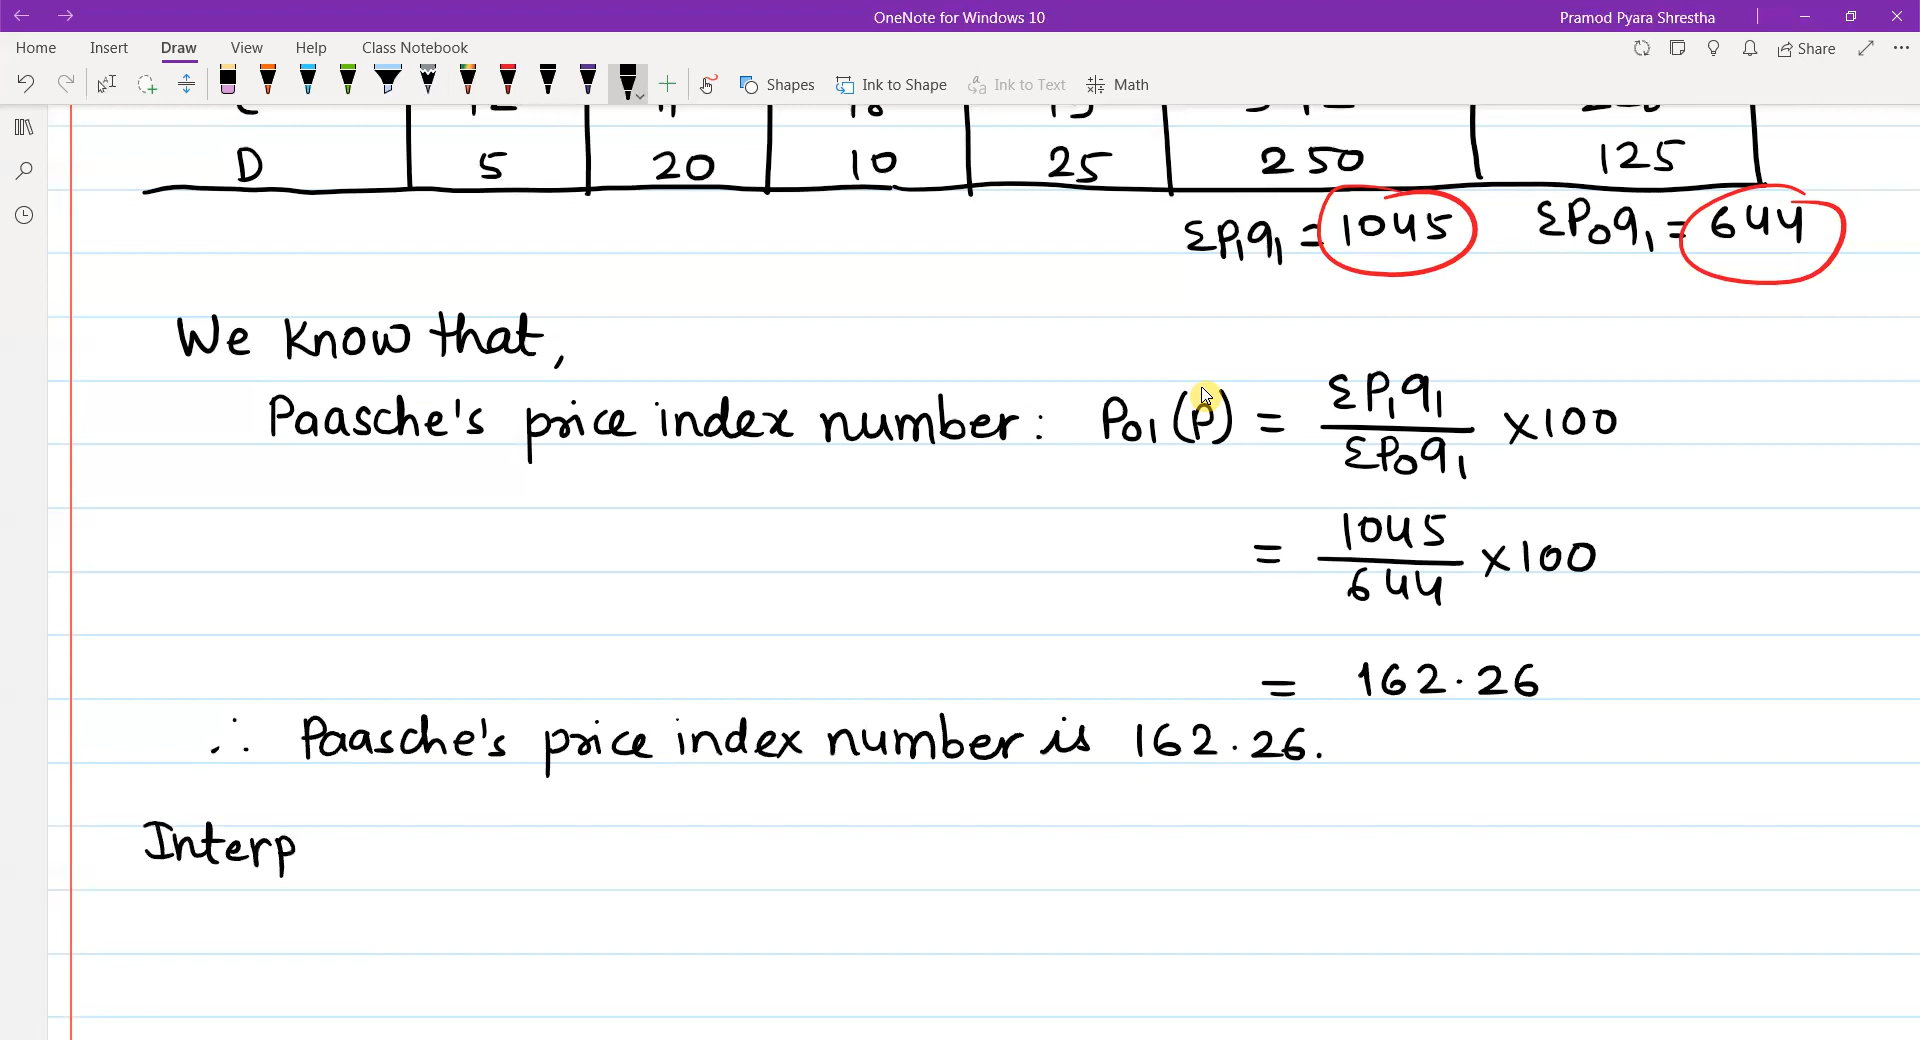 OneNote for Windows 10
Pramod Pyara Shrestha
Home Insert Draw View Help Class Notebook
Share
Shapes Ink to Shape Ink to Text Math
D 5 20 10 25 250 125
ΣP₁q₁ = 1045 ΣP₀q₁ = 644
We know that,
Paasche's price index number: P₀₁(P) = ΣP₁q₁ / ΣP₀q₁ ×100
= 1045 / 644 ×100
= 162.26
∴ Paasche's price index number is 162.26.
Interp